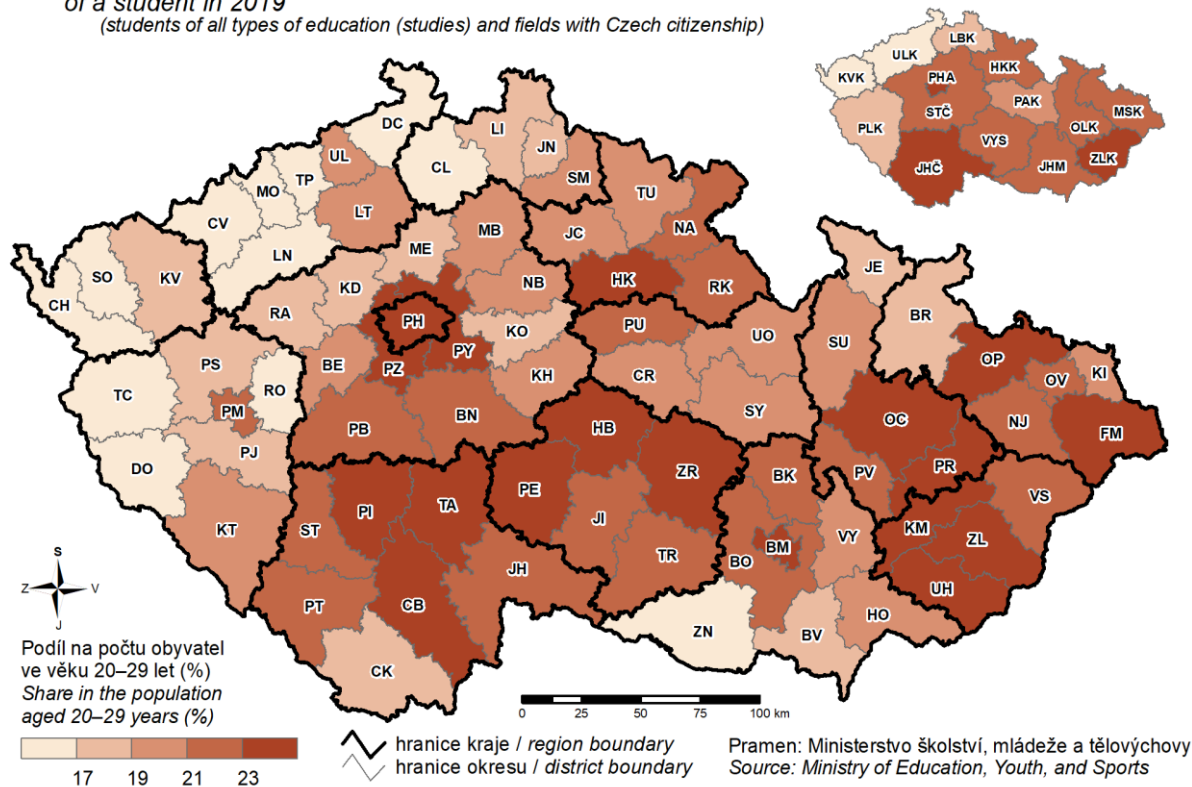 of a student in 2019
(students of all types of education (studies) and fields with Czech citizenship)
LBK
ULK
KVK
HKK
PHA
PAK
STČ
MSK
PLK
OLK
VYS
ZLK
JHČ
JHM
DC
LI
UL
JN
CL
TP
SM
MO
TU
LT
CV
MB
JC
NA
ME
LN
SO
KV
JE
HK
NB
KD
RK
CH
RA
BR
PH
PU
KO
UO
SU
PY
OP
PS
BE
PZ
KH
CR
OV
KI
RO
TC
PM
SY
BN
OC
NJ
PB
HB
FM
PJ
DO
PR
ZR
PV
BK
PE
VS
TA
PI
JI
KT
ST
KM
VY
ZL
BM
TR
BO
JH
UH
PT
CB
HO
ZN
BV
CK
S
Z
V
J
Podíl na počtu obyvatel
ve věku 20–29 let (%)
Share in the population
aged 20–29 years (%)
17 19 21 23
0 25 50 75 100 km
hranice kraje / region boundary
hranice okresu / district boundary
Pramen: Ministerstvo školství, mládeže a tělovýchovy
Source: Ministry of Education, Youth, and Sports